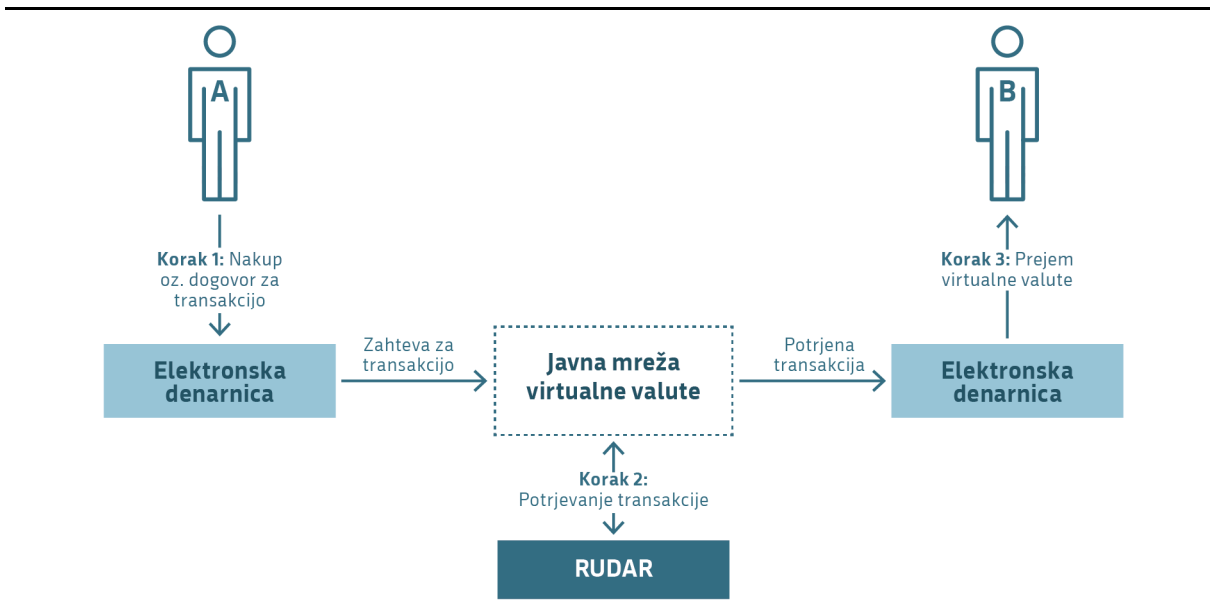 A
B
Korak 1: Nakup
oz. dogovor za
transakcijo
Korak 3: Prejem
virtualne valute
Elektronska
denarnica
Zahteva za
transakcijo
Javna mreža
virtualne valute
Potrjena
transakcija
Elektronska
denarnica
Korak 2:
Potrjevanje transakcije
RUDAR